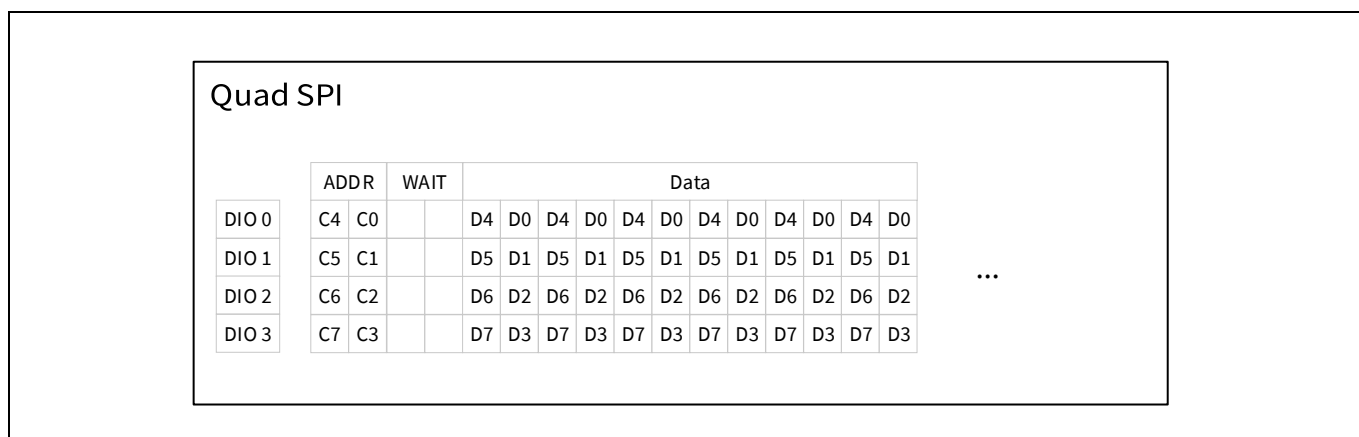 Quad SPI
ADDR WAIT Data
DIO 0 C4 C0 D4 D0 D4 D0 D4 D0 D4 D0 D4 D0 D4 D0
DIO 1 C5 C1 D5 D1 D5 D1 D5 D1 D5 D1 D5 D1 D5 D1
...
DIO 2 C6 C2 D6 D2 D6 D2 D6 D2 D6 D2 D6 D2 D6 D2
DIO 3 C7 C3 D7 D3 D7 D3 D7 D3 D7 D3 D7 D3 D7 D3